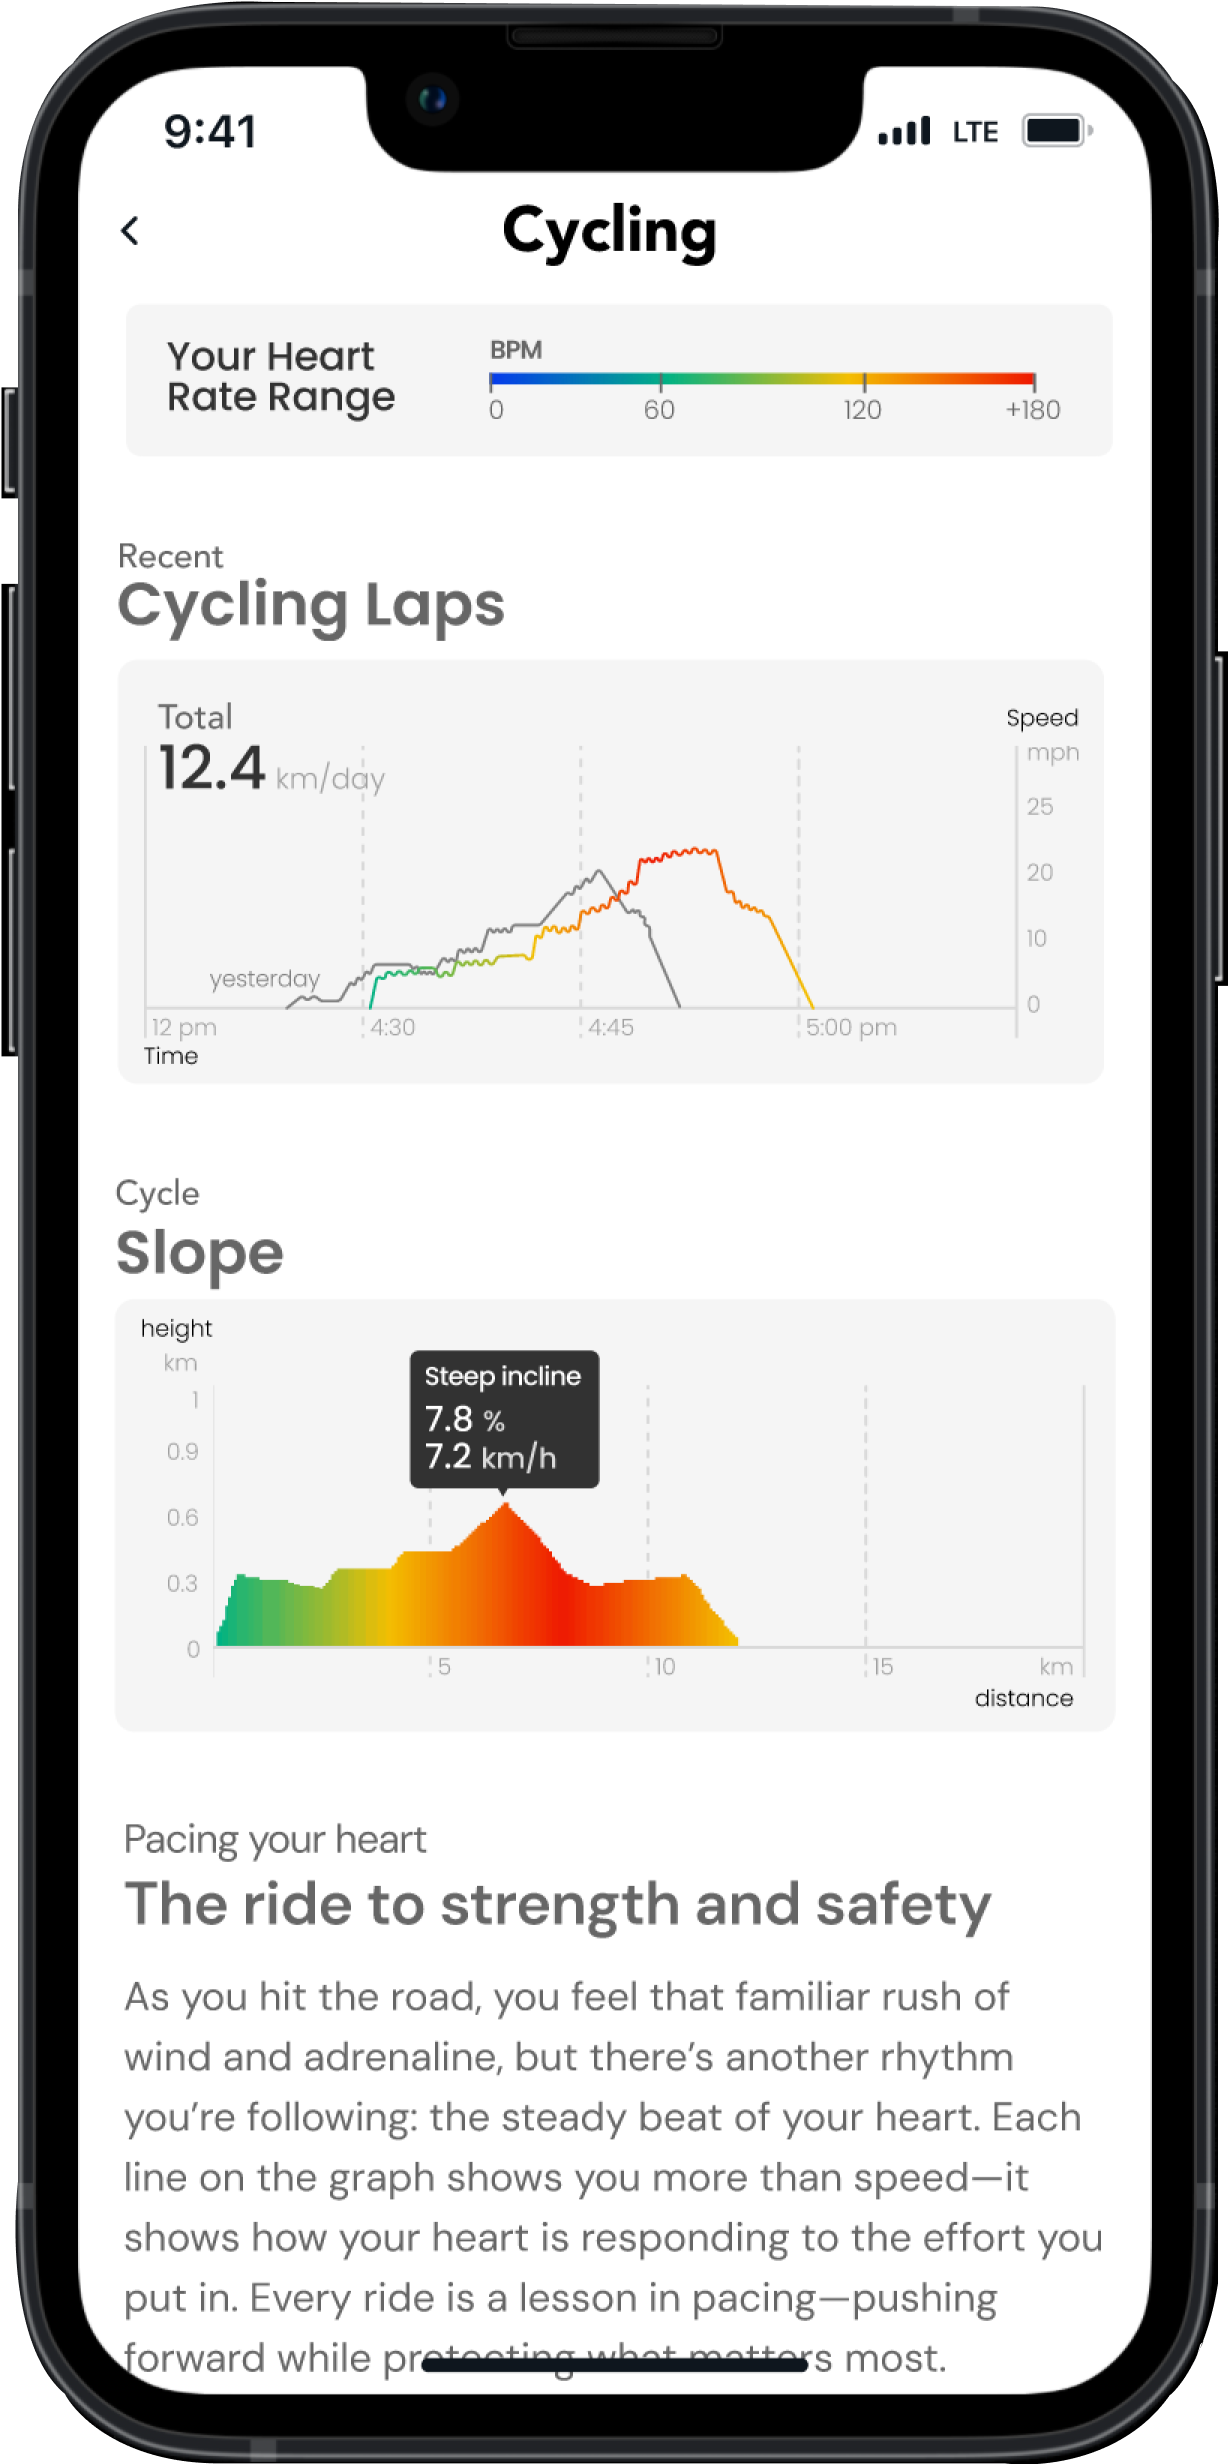 9:41
LTE
Cycling
Your Heart
Rate Range
BPM
0 60 120 +180
Recent
Cycling Laps
Total
12.4 km/day
Speed
mph
25
20
10
0
yesterday
12 pm 4:30 4:45 5:00 pm
Time
Cycle
Slope
height
km
1
0.9
0.6
0.3
0
Steep incline
7.8 %
7.2 km/h
5 10 15 km
distance
Pacing your heart
The ride to strength and safety
As you hit the road, you feel that familiar rush of
wind and adrenaline, but there’s another rhythm
you’re following: the steady beat of your heart. Each
line on the graph shows you more than speed—it
shows how your heart is responding to the effort you
put in. Every ride is a lesson in pacing—pushing
forward while protecting what matters most.